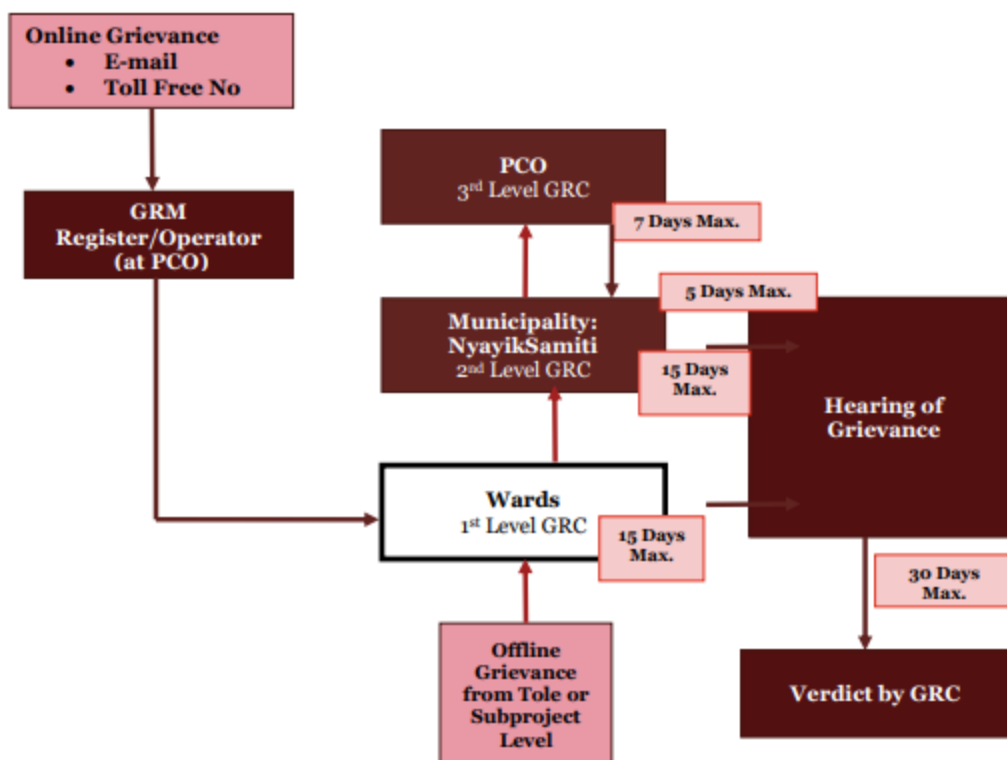 Online Grievance
• E-mail
• Toll Free No
GRM
Register/Operator
(at PCO)
PCO
3rd Level GRC
7 Days Max.
5 Days Max.
Municipality:
NyayikSamiti
2nd Level GRC
15 Days
Max.
Hearing of
Grievance
Wards
1st Level GRC
15 Days
Max.
30 Days
Max.
Offline
Grievance
from Tole or
Subproject
Level
Verdict by GRC